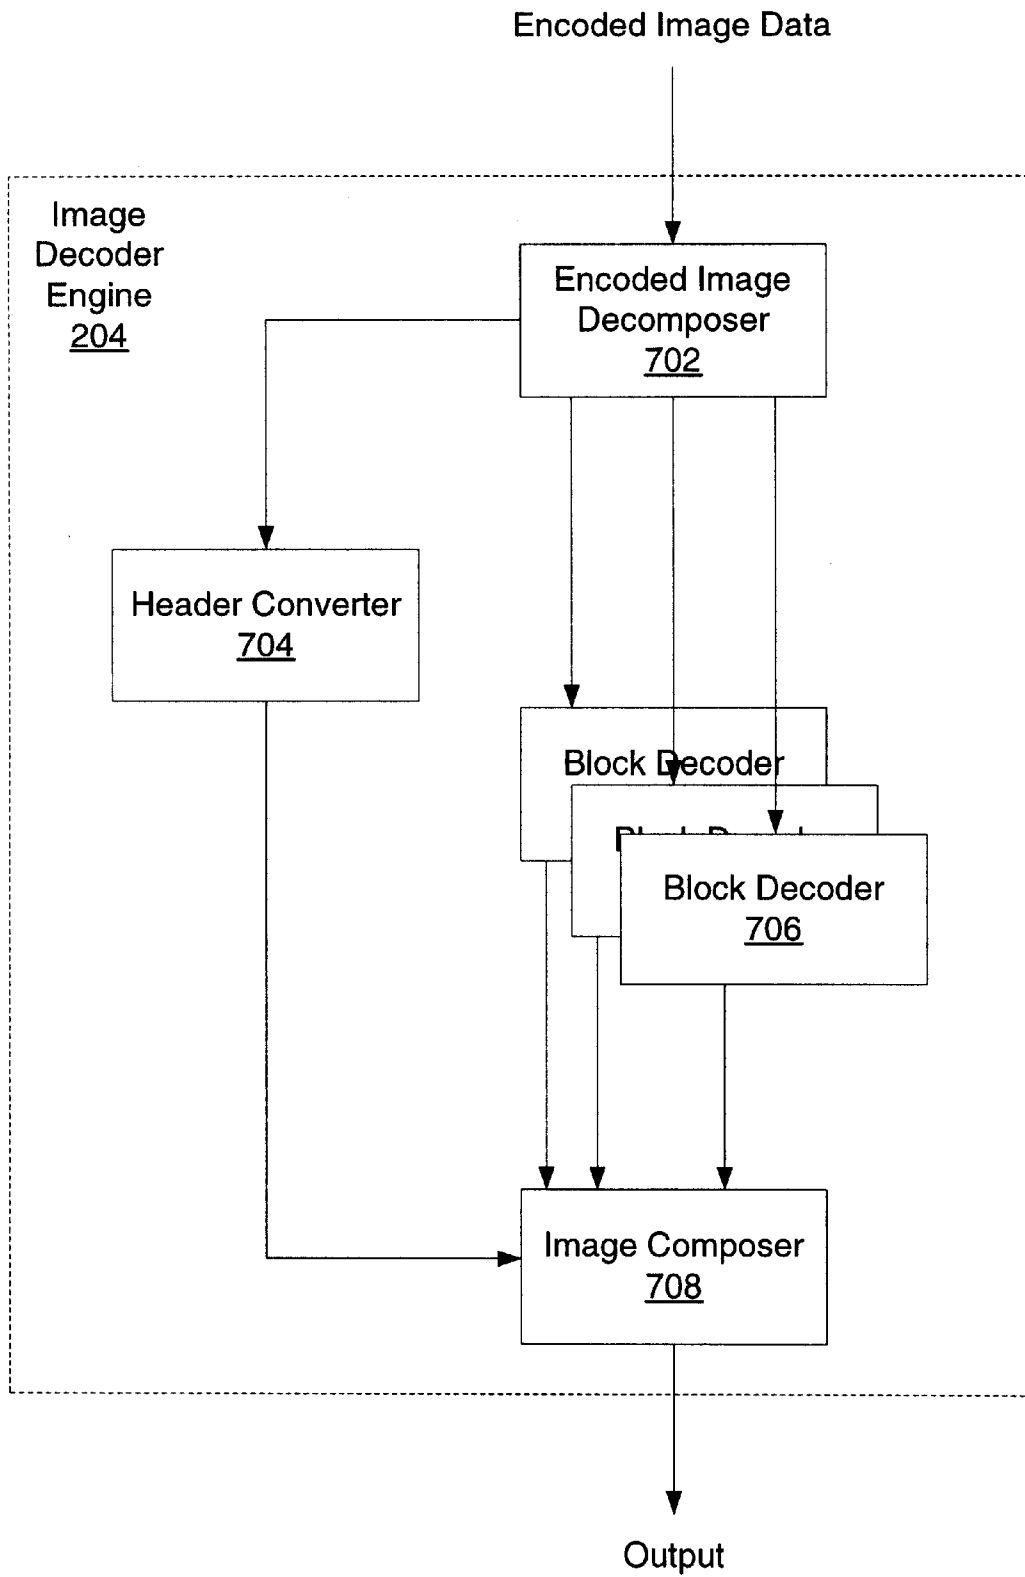 Encoded Image Data
Image
Decoder
Engine
204
Encoded Image
Decomposer
702
Header Converter
704
Block Decoder
Block Decoder
706
Image Composer
708
Output